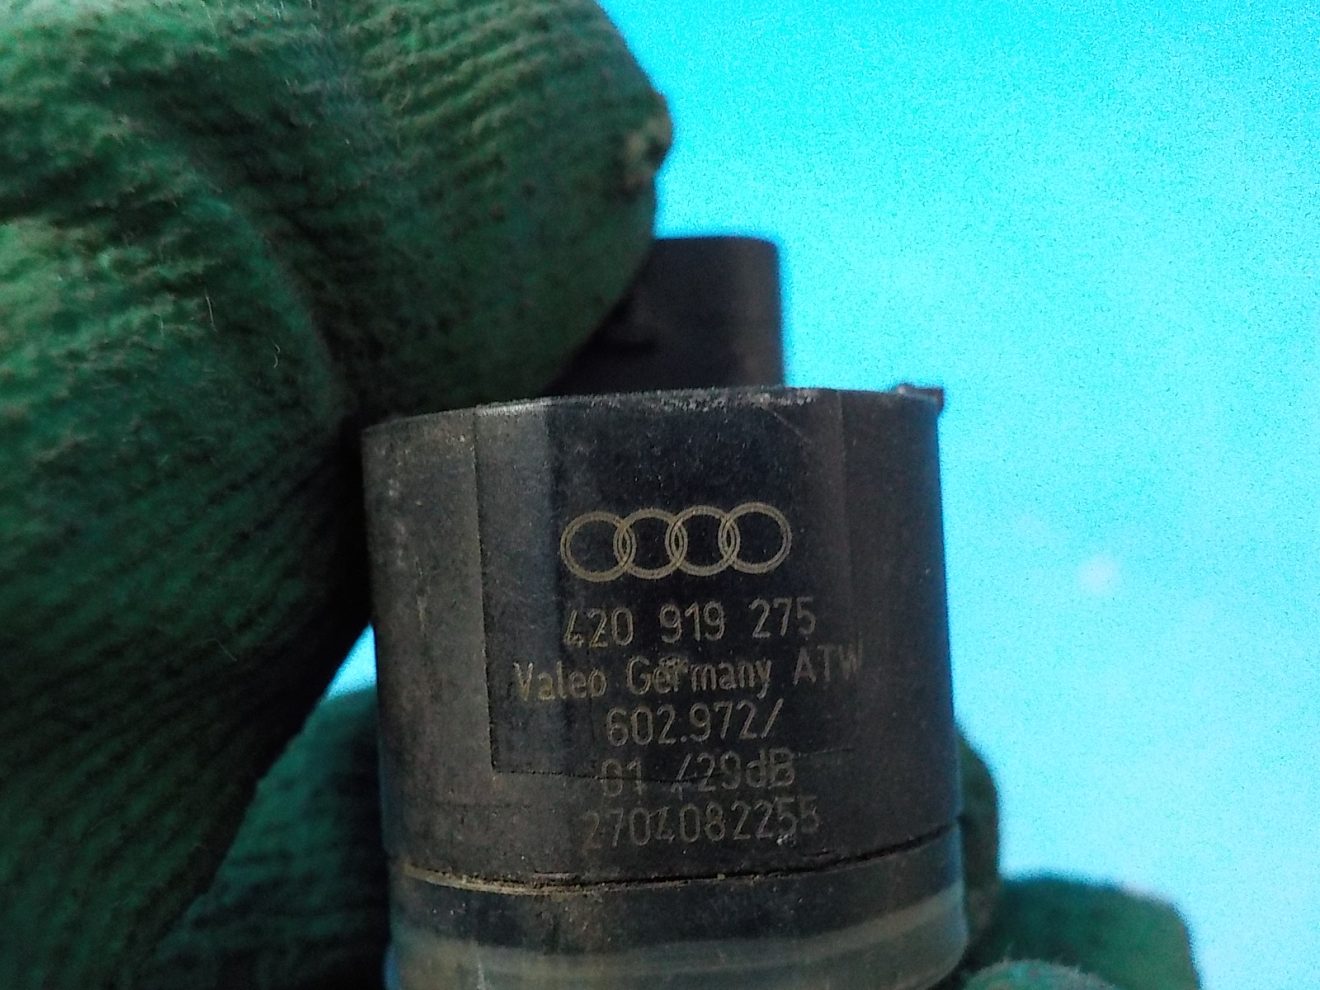 420 919 275
Valeo Germany ATW
602.972/
01 /29dB
2704082255